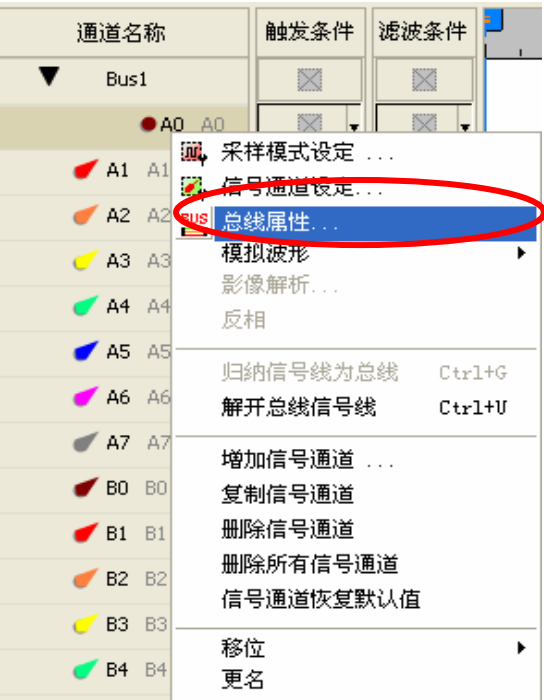 通道名称 触发条件 滤波条件
Bus1
A0 A0
采样模式设定 ...
A1 A1
信号通道设定...
A2 A2
BUS 总线属性...
A3 A3
模拟波形
影像解析...
A4 A4
反相
A5 A5
归纳信号线为总线 Ctrl+G
A6 A6
解开总线信号线 Ctrl+U
A7 A7
增加信号通道 ...
B0 B0
复制信号通道
B1 B1
删除信号通道
删除所有信号通道
B2 B2
信号通道恢复默认值
B3 B3
移位
B4 B4
更名